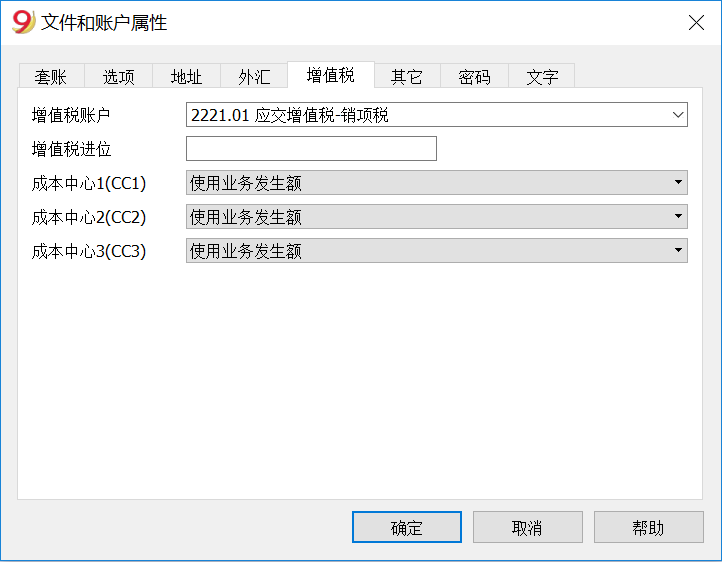 文件和账户属性
套账 选项 地址 外汇 增值税 其它 密码 文字
增值税账户 2221.01 应交增值税-销项税
增值税进位
成本中心1(CC1) 使用业务发生额
成本中心2(CC2) 使用业务发生额
成本中心3(CC3) 使用业务发生额
确定 取消 帮助